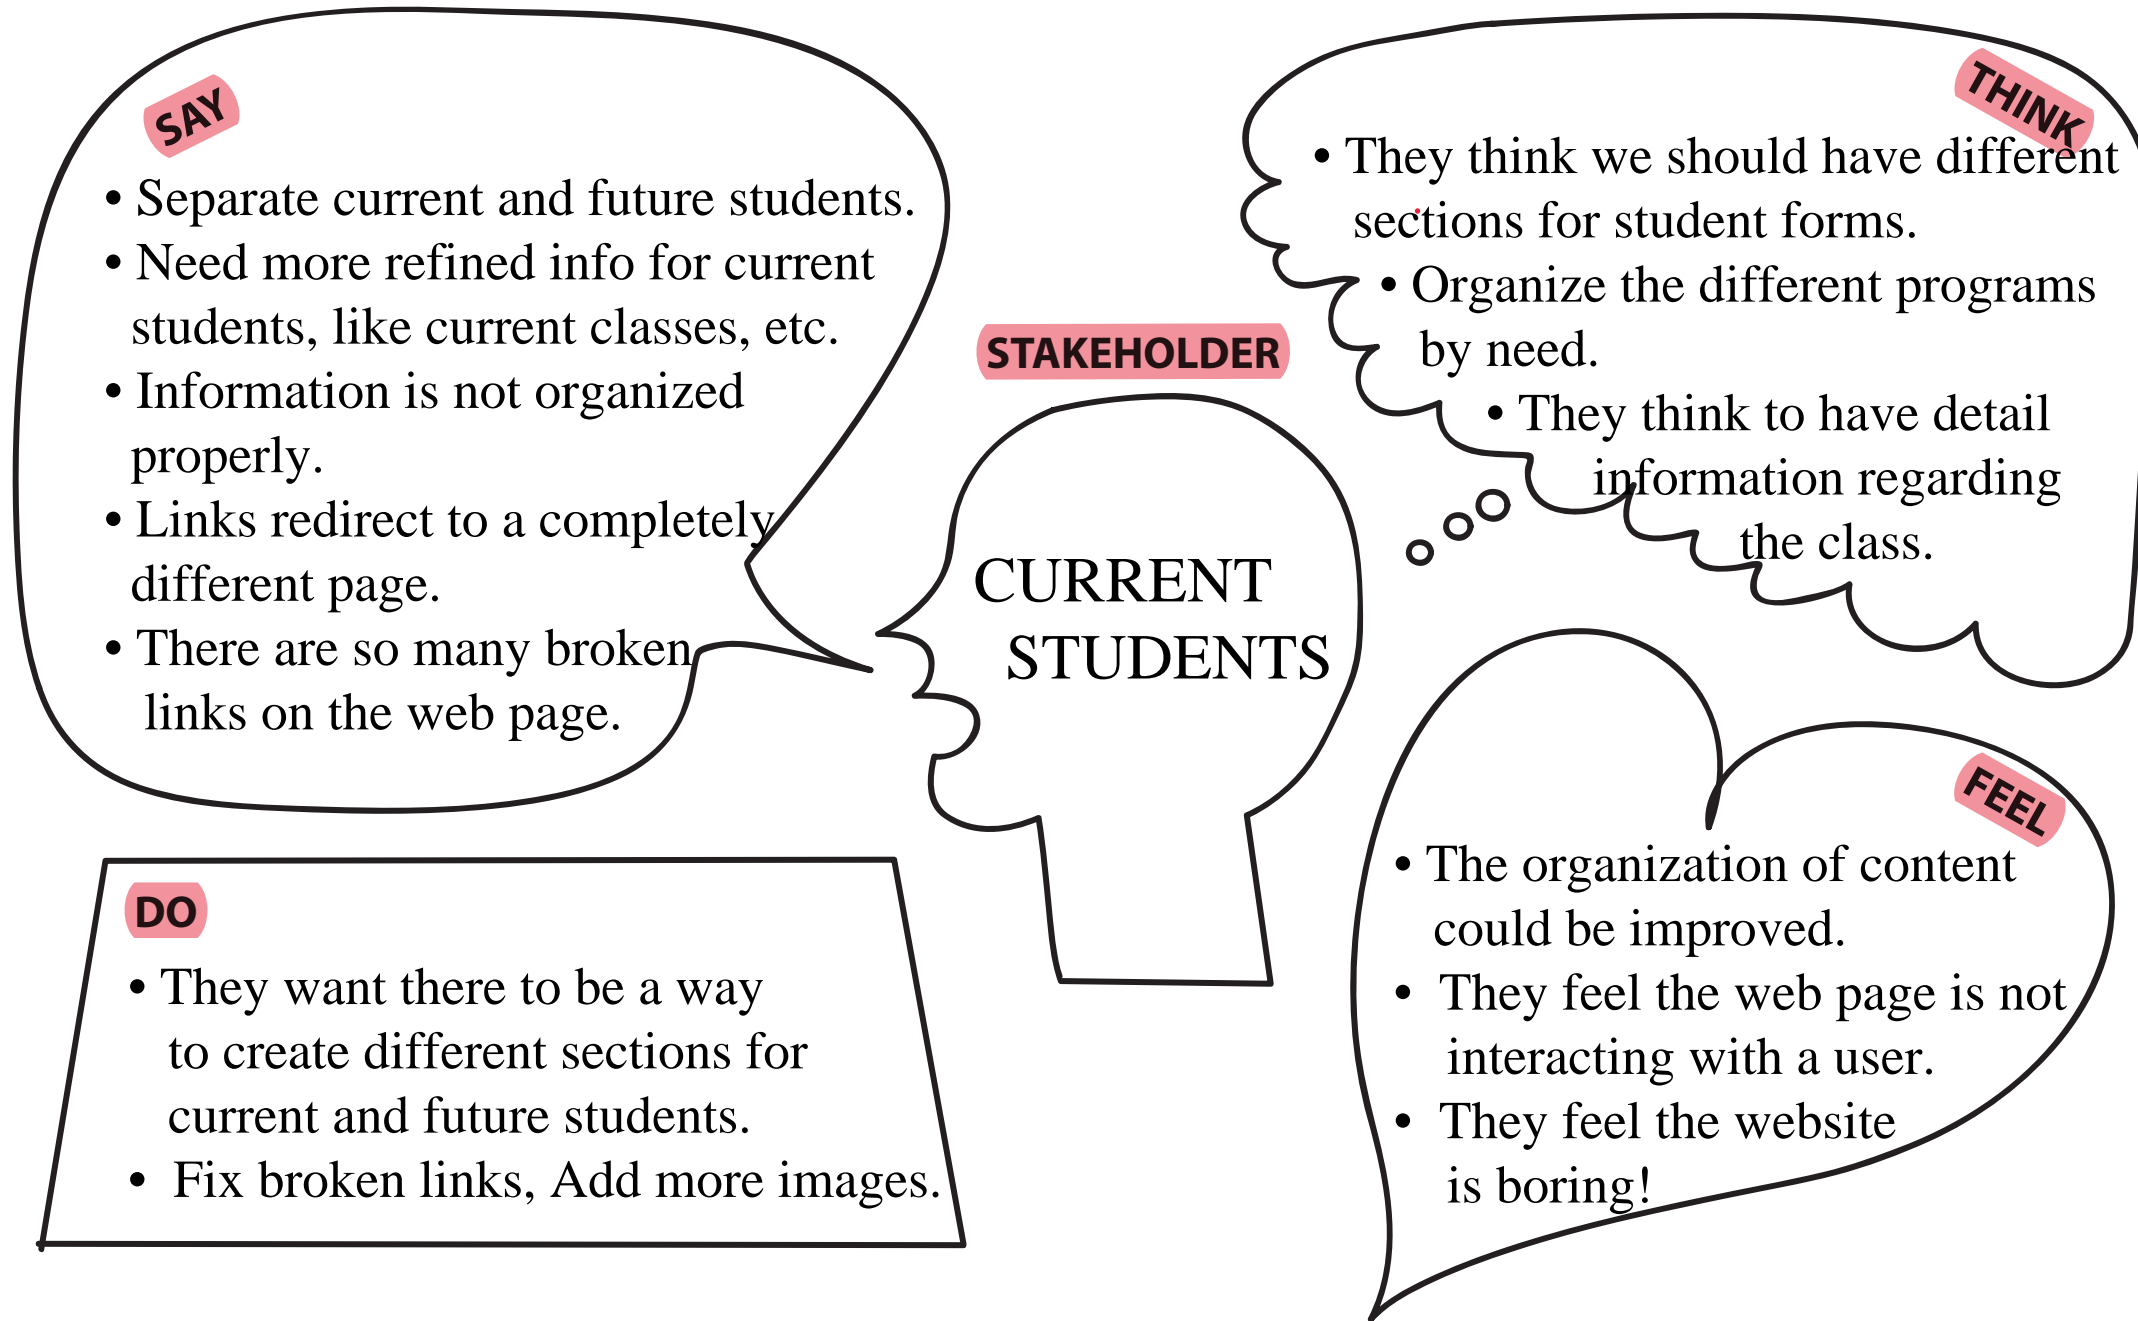 SAY
• Separate current and future students.
• Need more refined info for current
students, like current classes, etc.
• Information is not organized
properly.
• Links redirect to a completely
different page.
• There are so many broken
links on the web page.
STAKEHOLDER
CURRENT
STUDENTS
THINK
• They think we should have different
sections for student forms.
• Organize the different programs
by need.
• They think to have detail
information regarding
the class.
DO
• They want there to be a way
to create different sections for
current and future students.
• Fix broken links, Add more images.
FEEL
• The organization of content
could be improved.
• They feel the web page is not
interacting with a user.
• They feel the website
is boring!